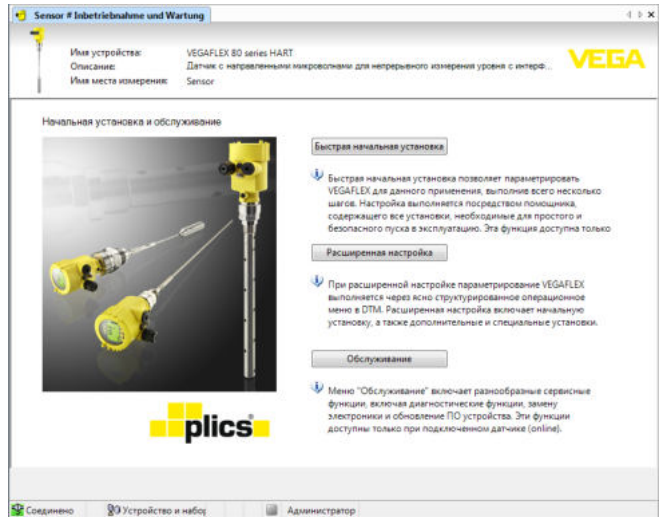 Sensor # Inbetriebnahme und Wartung
Имя устройства: VEGAFLEX 80 series HART
Описание: Датчик с направленными микроволнами для непрерывного измерения уровня с интерф...
Имя места измерения: Sensor
VEGA
Начальная установка и обслуживание
Быстрая начальная установка
Быстрая начальная установка позволяет параметрировать
VEGAFLEX для данного применения, выполнив всего несколько
шагов. Настройка выполняется посредством помощника,
содержащего все установки, необходимые для простого и
безопасного пуска в эксплуатацию. Эта функция доступна только
Расширенная настройка
При расширенной настройке параметрирование VEGAFLEX
выполняется через ясно структурированное операционное
меню в DTM. Расширенная настройка включает начальную
установку, а также дополнительные и специальные установки.
Обслуживание
Меню "Обслуживание" включает разнообразные сервисные
функции, включая диагностические функции, замену
электроники и обновление ПО устройства. Эти функции
доступны только при подключенном датчике (online).
plics
Соединено
Устройство и набор
Администратор